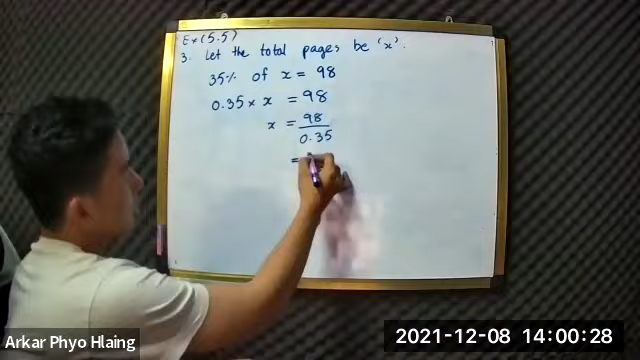 Ex (5.5)
3. Let the total pages be 'x'.
35% of x = 98
0.35 × x = 98
x = 98/0.35
=
Arkar Phyo Hlaing
2021-12-08 14:00:28